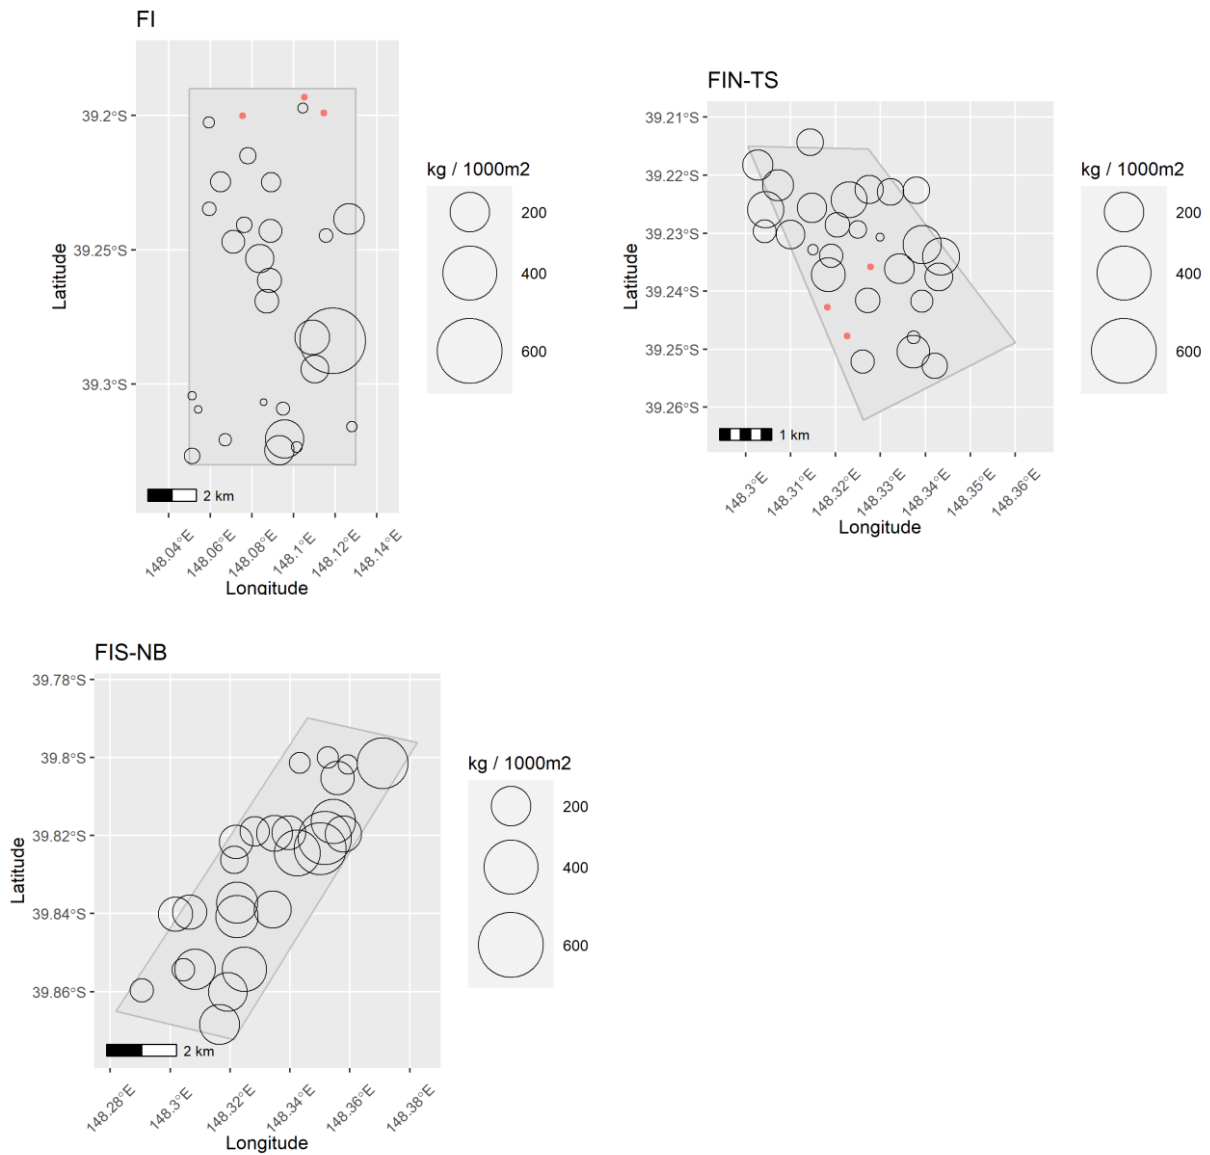 FI
39.2°S
39.25°S
39.3°S
Latitude
2 km
148.04°E
148.06°E
148.08°E
148.1°E
148.12°E
148.14°E
Longitude
kg / 1000m2
200
400
600
FIN-TS
39.21°S
39.22°S
39.23°S
39.24°S
39.25°S
39.26°S
Latitude
1 km
148.3°E
148.31°E
148.32°E
148.33°E
148.34°E
148.35°E
148.36°E
Longitude
kg / 1000m2
200
400
600
FIS-NB
39.78°S
39.8°S
39.82°S
39.84°S
39.86°S
Latitude
2 km
148.28°E
148.3°E
148.32°E
148.34°E
148.36°E
148.38°E
Longitude
kg / 1000m2
200
400
600